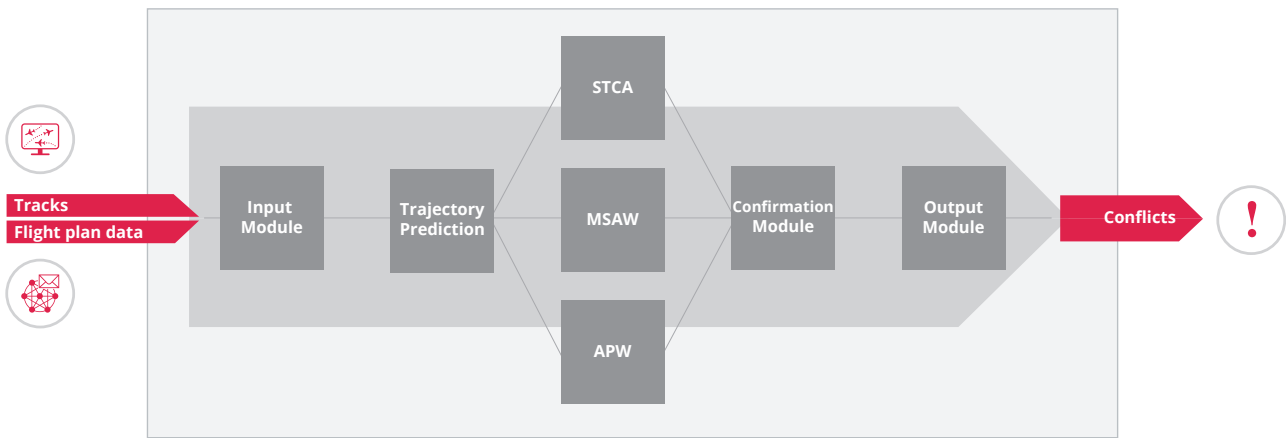 Tracks
Flight plan data
Input
Module
Trajectory
Prediction
STCA
MSAW
APW
Confirmation
Module
Output
Module
Conflicts
!